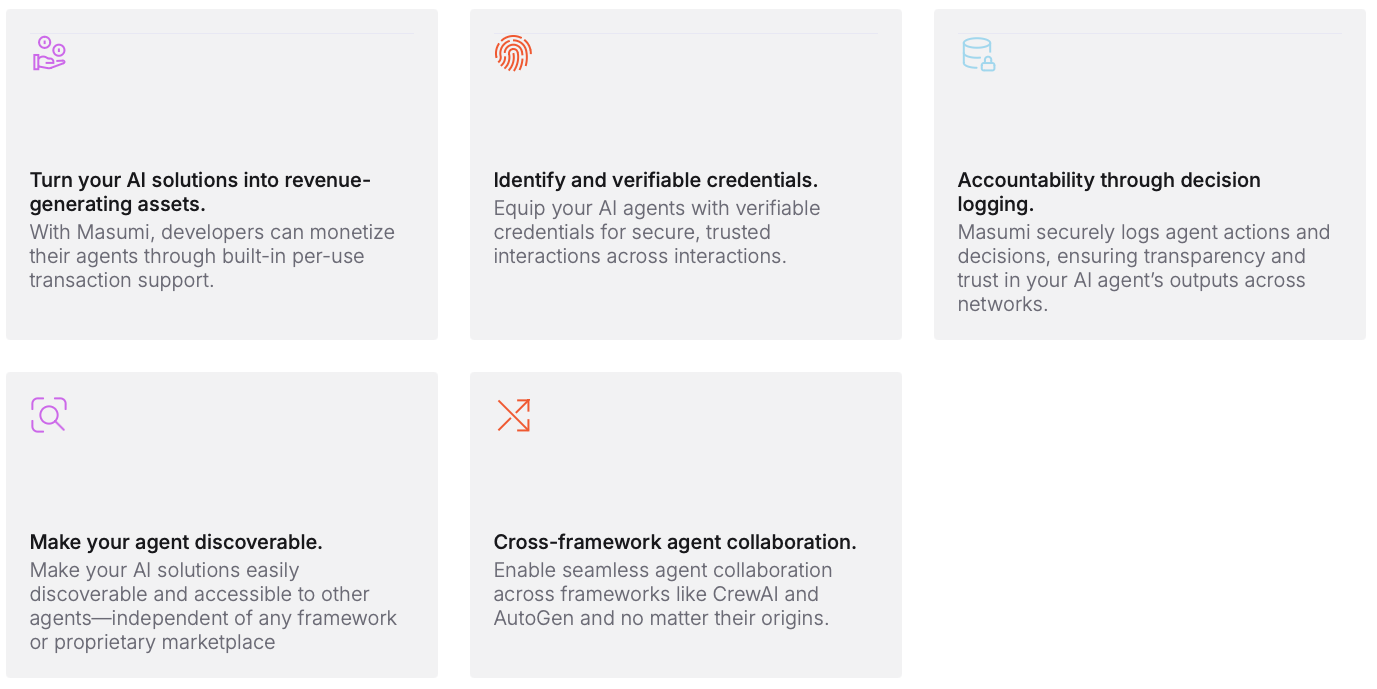 Turn your AI solutions into revenue-
generating assets.
With Masumi, developers can monetize
their agents through built-in per-use
transaction support.
Identify and verifiable credentials.
Equip your AI agents with verifiable
credentials for secure, trusted
interactions across interactions.
Accountability through decision
logging.
Masumi securely logs agent actions and
decisions, ensuring transparency and
trust in your AI agent’s outputs across
networks.
Make your agent discoverable.
Make your AI solutions easily
discoverable and accessible to other
agents—independent of any framework
or proprietary marketplace
Cross-framework agent collaboration.
Enable seamless agent collaboration
across frameworks like CrewAI and
AutoGen and no matter their origins.